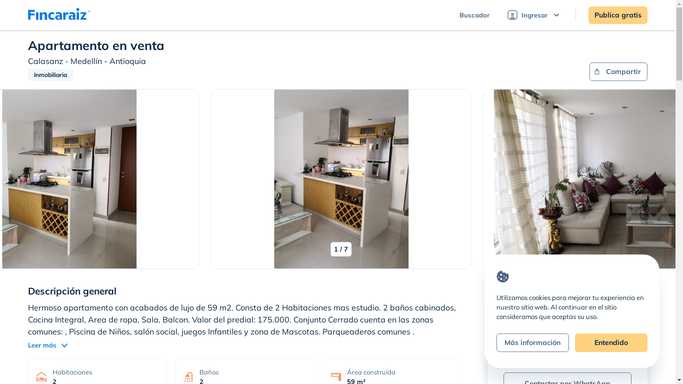 Fincaraiz
Buscador
Ingresar
Publica gratis
Apartamento en venta
Calasanz - Medellín - Antioquia
Inmobiliaria
Compartir
1 / 7
Descripción general
Hermoso apartamento con acabados de lujo de 59 m2. Consta de 2 Habitaciones mas estudio. 2 baños cabinados,
Cocina Integral, Area de ropa, Sala, Balcon. Valor del predial: 175.000. Conjunto Cerrado cuenta en las zonas
comunes: , Piscina de Niños, salón social, juegos Infantiles y zona de Mascotas. Parqueaderos comunes .
Leer más
Habitaciones
2
Baños
2
Área construida
59 m²
Utilizamos cookies para mejorar tu experiencia en
nuestro sitio web. Al continuar en el sitio
consideramos que aceptas su uso.
Más información
Entendido
Contactar por WhatsApp